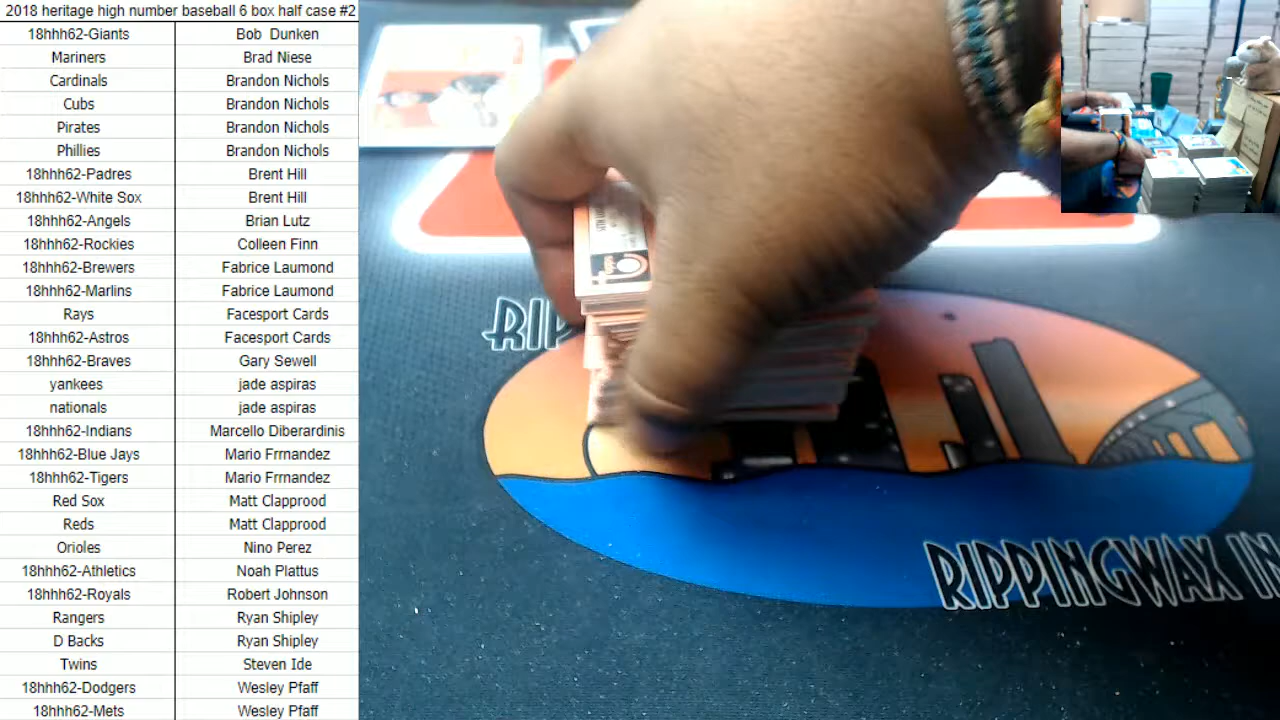 2018 heritage high number baseball 6 box half case #2
18hhh62-Giants Bob Dunken
Mariners Brad Niese
Cardinals Brandon Nichols
Cubs Brandon Nichols
Pirates Brandon Nichols
Phillies Brandon Nichols
18hhh62-Padres Brent Hill
18hhh62-White Sox Brent Hill
18hhh62-Angels Brian Lutz
18hhh62-Rockies Colleen Finn
18hhh62-Brewers Fabrice Laumond
18hhh62-Marlins Fabrice Laumond
Rays Facesport Cards
18hhh62-Astros Facesport Cards
18hhh62-Braves Gary Sewell
yankees jade aspiras
nationals jade aspiras
18hhh62-Indians Marcello Diberardinis
18hhh62-Blue Jays Mario Frrnandez
18hhh62-Tigers Mario Frrnandez
Red Sox Matt Clapprood
Reds Matt Clapprood
Orioles Nino Perez
18hhh62-Athletics Noah Plattus
18hhh62-Royals Robert Johnson
Rangers Ryan Shipley
D Backs Ryan Shipley
Twins Steven Ide
18hhh62-Dodgers Wesley Pfaff
18hhh62-Mets Wesley Pfaff
RIP
RIPPINGWAX IN